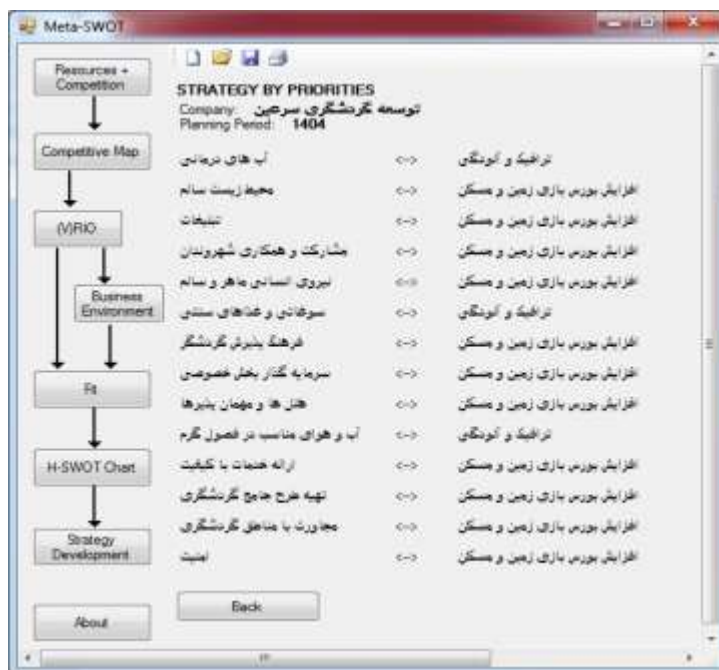 Meta-SWOT
Resources +
Competition
Competitive Map
(V)RIO
Business
Environment
Fit
H-SWOT Chart
Strategy
Development
About
STRATEGY BY PRIORITIES
Company: توسعه گردشگری سرعین
Planning Period: 1404
آب های درمانی <--> ترافیک و آلودگی
محیط زیست سالم <--> افزایش بورس بازی زمین و مسکن
تبلیغات <--> افزایش بورس بازی زمین و مسکن
مشارکت و همکاری شهروندان <--> افزایش بورس بازی زمین و مسکن
نیروی انسانی ماهر و سالم <--> افزایش بورس بازی زمین و مسکن
سوغاتی و غذاهای سنتی <--> ترافیک و آلودگی
فرهنگ پذیرش گردشگر <--> افزایش بورس بازی زمین و مسکن
سرمایه گذار بخش خصوصی <--> افزایش بورس بازی زمین و مسکن
هتل ها و مهمان پذیرها <--> افزایش بورس بازی زمین و مسکن
آب و هوای مناسب در فصول گرم <--> ترافیک و آلودگی
ارائه خدمات با کیفیت <--> افزایش بورس بازی زمین و مسکن
تهیه طرح جامع گردشگری <--> افزایش بورس بازی زمین و مسکن
مجاورت با مناطق گردشگری <--> افزایش بورس بازی زمین و مسکن
امنیت <--> افزایش بورس بازی زمین و مسکن
Back